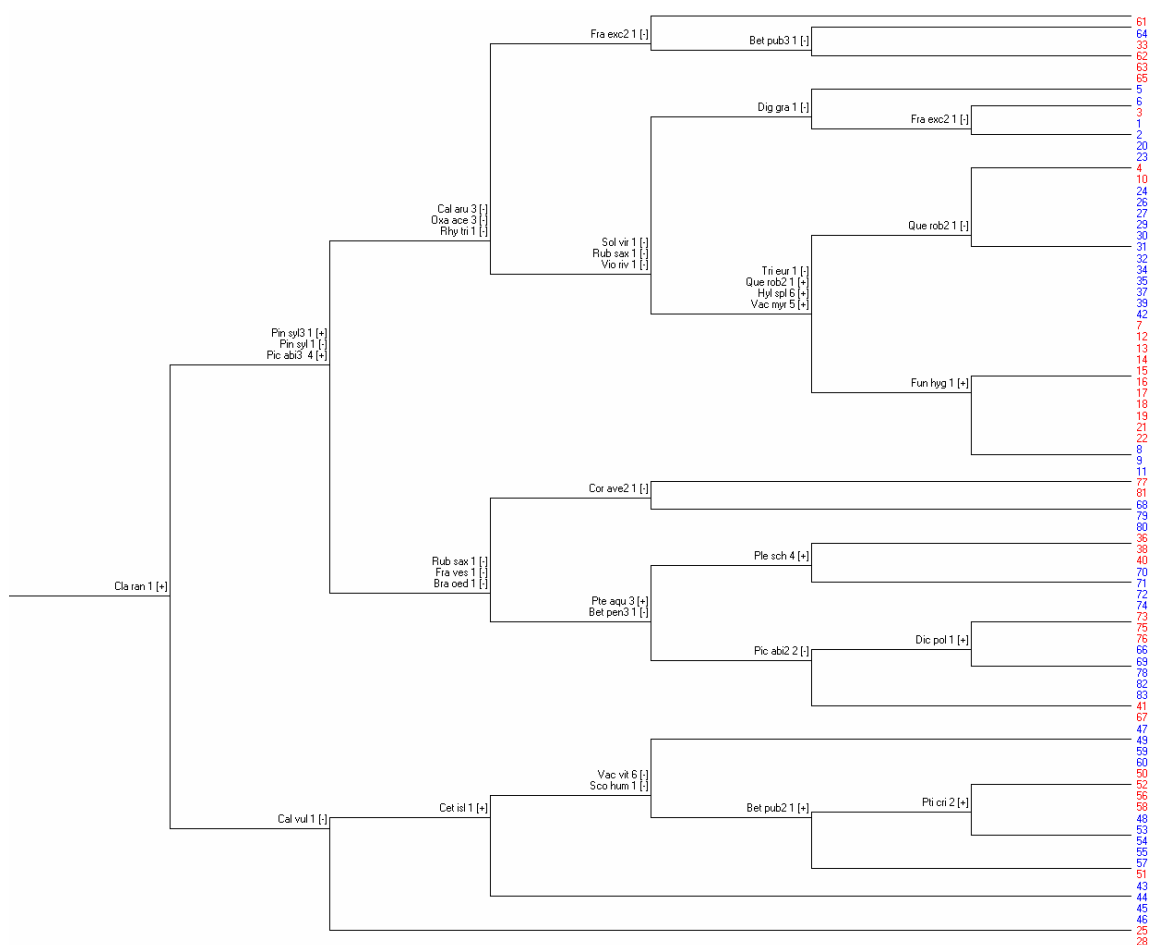 Fra exc2 1 [-]
Bet pub3 1 [-]
Dig gra 1 [-]
Fra exc2 1 [-]
Cal aru 3 [-]
Oxa ace 3 [-]
Rhy tri 1 [-]
Que rob2 1 [-]
Sol vir 1 [-]
Rub sax 1 [-]
Vio riv 1 [-]
Tri eur 1 [-]
Que rob2 1 [+]
Hyl spl 6 [+]
Vac myr 5 [+]
Pin syl3 1 [+]
Pin syl 1 [-]
Pic abi3 4 [+]
Fun hyg 1 [+]
Cor ave2 1 [-]
Rub sax 1 [-]
Fra ves 1 [-]
Bra oed 1 [-]
Ple sch 4 [+]
Cla ran 1 [+]
Pte aqu 3 [+]
Bet pen3 1 [-]
Dic pol 1 [+]
Pic abi2 2 [-]
Vac vit 6 [-]
Sco hum 1 [-]
Cet isl 1 [+]
Bet pub2 1 [+]
Pti cri 2 [+]
Cal vul 1 [-]
61
64
33
62
63
65
5
6
3
1
2
20
23
4
10
24
26
27
29
30
31
32
34
35
37
39
42
7
12
13
14
15
16
17
18
19
21
22
8
9
11
77
81
68
79
80
36
38
40
70
71
72
74
73
75
76
66
69
78
82
83
41
67
47
49
59
60
50
52
56
58
48
53
54
55
57
51
43
44
45
46
25
28